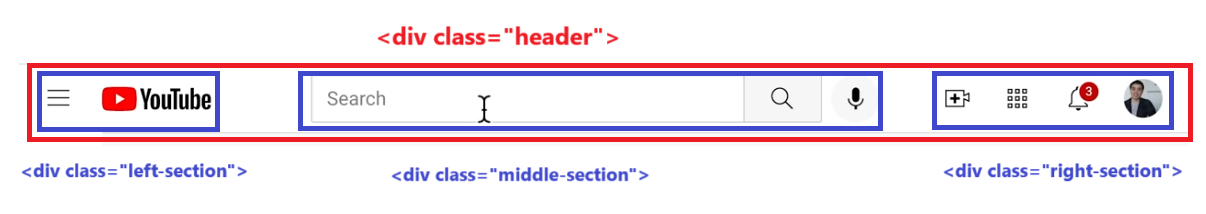 <div class="header">
YouTube
Search
3
<div class="left-section">
<div class="middle-section">
<div class="right-section">